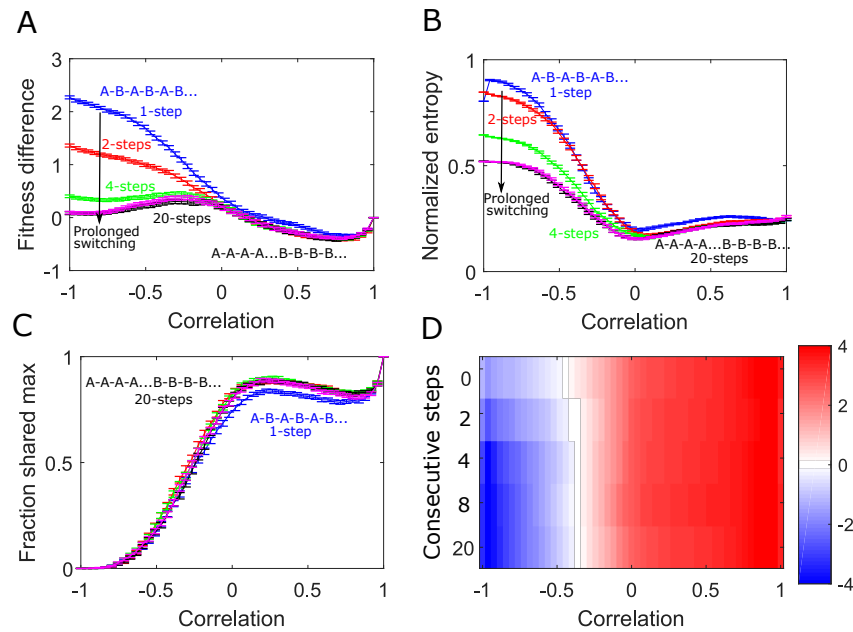 A
3
2
1
0
-1
Fitness difference
A-B-A-B-A-B...
1-step
2-steps
4-steps
20-steps
Prolonged
switching
A-A-A-A...B-B-B-B...
-1
-0.5
0
0.5
1
Correlation
B
1
0.5
0
Normalized entropy
A-B-A-B-A-B...
1-step
2-steps
Prolonged
switching
4-steps
A-A-A-A...B-B-B-B...
20-steps
-1
-0.5
0
0.5
1
Correlation
C
1
0.5
0
Fraction shared max
A-A-A-A...B-B-B-B...
20-steps
A-B-A-B-A-B...
1-step
-1
-0.5
0
0.5
1
Correlation
D
0
2
4
8
20
Consecutive steps
-1
-0.5
0
0.5
1
Correlation
4
2
0
-2
-4